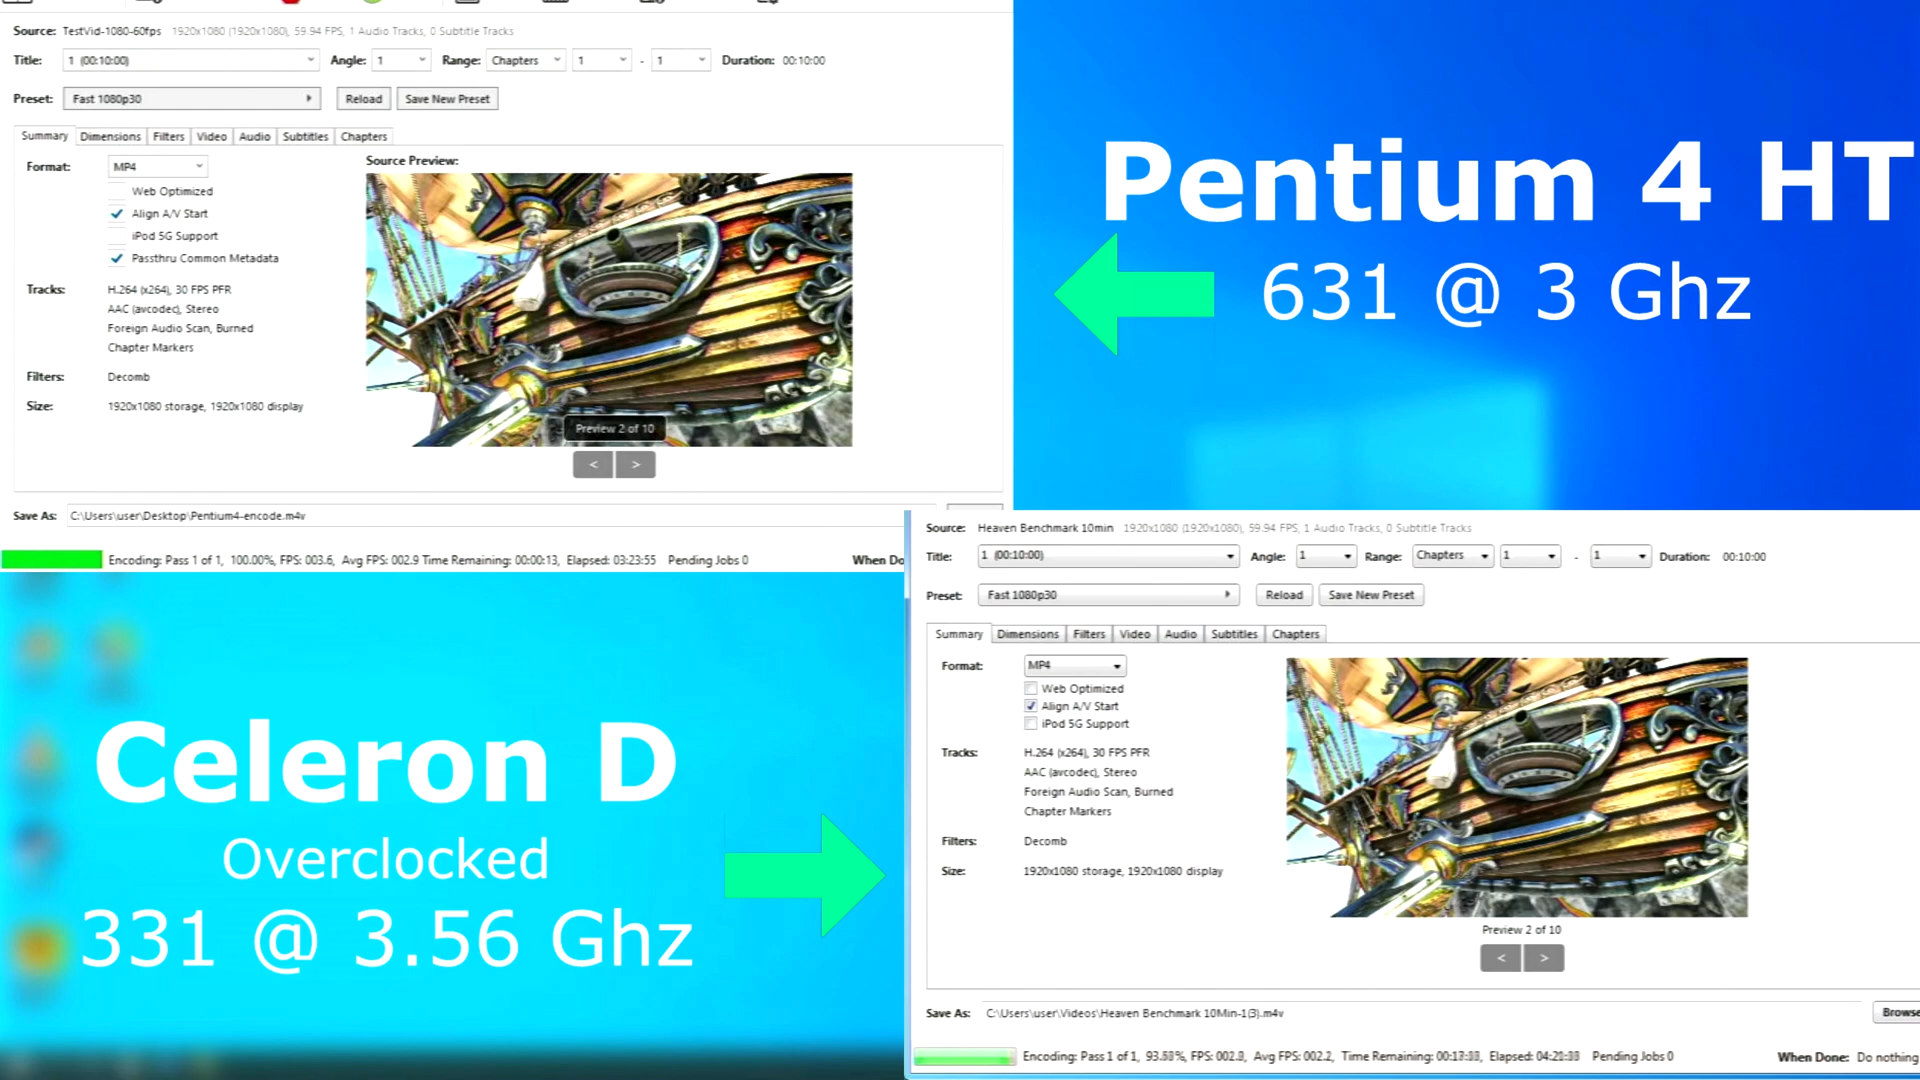 Source: TestVid-1080-60fps 1920x1080 (1920x1080), 59.94 FPS, 1 Audio Tracks, 0 Subtitle Tracks
Title: 1 (00:10:00) Angle: 1 Range: Chapters 1 - 1 Duration: 00:10:00
Preset: Fast 1080p30 Reload Save New Preset
Summary Dimensions Filters Video Audio Subtitles Chapters
Format: MP4
Source Preview:
Web Optimized
Align A/V Start
iPod 5G Support
Passthru Common Metadata
Tracks: H.264 (x264), 30 FPS PFR
AAC (avcodec), Stereo
Foreign Audio Scan, Burned
Chapter Markers
Filters: Decomb
Size: 1920x1080 storage, 1920x1080 display
Preview 2 of 10
< >
Save As: C:\Users\user\Desktop\Pentium4-encode.m4v
Encoding: Pass 1 of 1, 100.00%, FPS: 003.6, Avg FPS: 002.9 Time Remaining: 00:00:13, Elapsed: 03:23:55 Pending Jobs 0 When Do
Pentium 4 HT
631 @ 3 Ghz
Celeron D
Overclocked
331 @ 3.56 Ghz
Source: Heaven Benchmark 10min 1920x1080 (1920x1080), 59.94 FPS, 1 Audio Tracks, 0 Subtitle Tracks
Title: 1 (00:10:00) Angle: 1 Range: Chapters 1 - 1 Duration: 00:10:00
Preset: Fast 1080p30 Reload Save New Preset
Summary Dimensions Filters Video Audio Subtitles Chapters
Format: MP4
Web Optimized
Align A/V Start
iPod 5G Support
Tracks: H.264 (x264), 30 FPS PFR
AAC (avcodec), Stereo
Foreign Audio Scan, Burned
Chapter Markers
Filters: Decomb
Size: 1920x1080 storage, 1920x1080 display
Preview 2 of 10
< >
Save As: C:\Users\user\Videos\Heaven Benchmark 10Min-1(3).m4v Browse
Encoding: Pass 1 of 1, FPS: Avg FPS: 002.2, Time Remaining: Elapsed: Pending Jobs 0 When Done: Do nothing